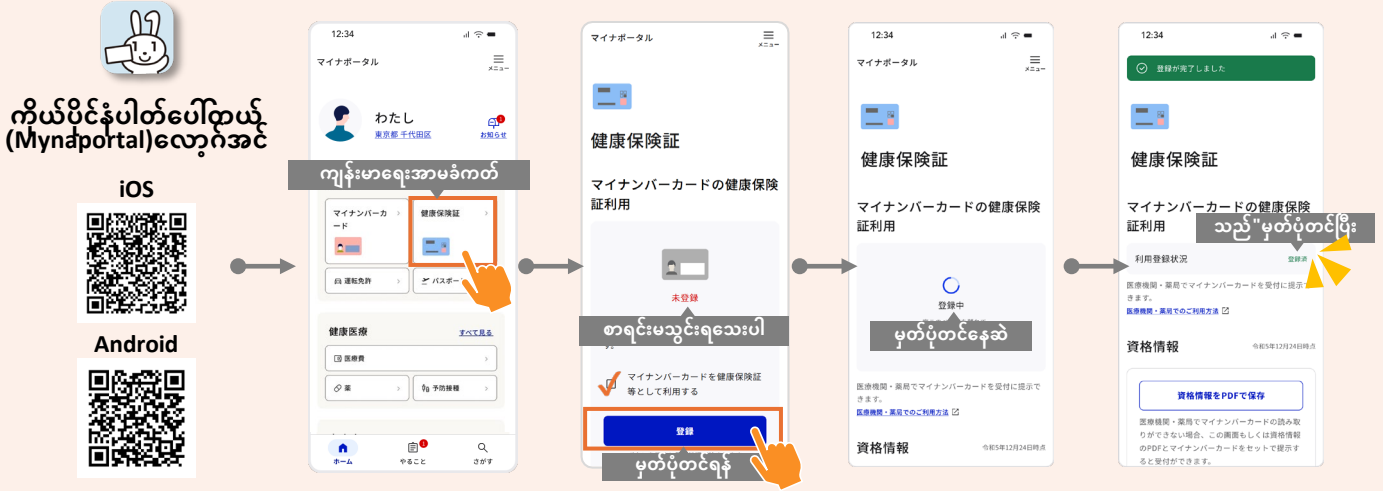 ကိုယ်ပိုင်နံပါတ်ပေါ်တယ်
(Mynaportal)လော့ဂ်အင်
iOS
Android
12:34
マイナポータル
メニュー
わたし
東京都 千代田区
1
お知らせ
ကျန်းမာရေးအာမခံကတ်
マイナンバーカ
ード
健康保険証
運転免許
パスポー
健康医療
すべて見る
医療費
薬
予防接種
ホーム
1
やること
さがす
マイナポータル
メニュー
健康保険証
マイナンバーカードの健康保険
証利用
未登録
စာရင်းမသွင်းရသေးပါ
す。
マイナンバーカードを健康保険証
等として利用する
登録
မှတ်ပုံတင်ရန်
12:34
マイナポータル
メニュー
健康保険証
マイナンバーカードの健康保険
証利用
登録中
မှတ်ပုံတင်နေဆဲ
医療機関・薬局でマイナンバーカードを受付に提示で
きます。
医療機関・薬局でのご利用方法
資格情報
令和5年12月24日時点
12:34
登録が完了しました
健康保険証
マイナンバーカードの健康保険
証利用
သည်"မှတ်ပုံတင်ပြီး
利用登録状況
登録済
医療機関・薬局でマイナンバーカードを受付に提示で
きます。
医療機関・薬局でのご利用方法
資格情報
令和5年12月24日時点
資格情報をPDFで保存
医療機関・薬局でマイナンバーカードの読み取
りができない場合、この画面もしくは資格情報
のPDFとマイナンバーカードをセットで提示す
ると受付ができます。